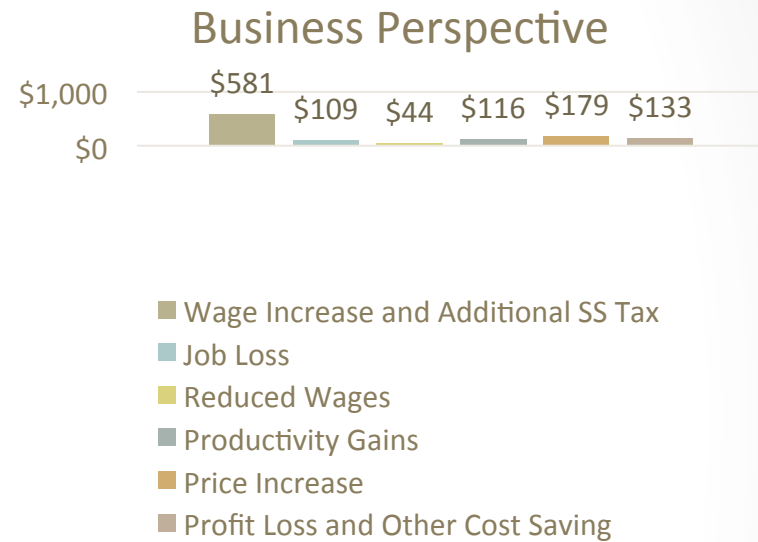 Business Perspective
$1,000
$0
$581
$109
$44
$116
$179
$133
Wage Increase and Additional SS Tax
Job Loss
Reduced Wages
Productivity Gains
Price Increase
Profit Loss and Other Cost Saving